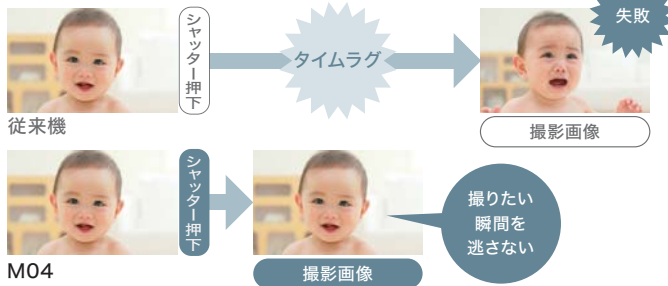 シャッター押下
タイムラグ
失敗
従来機
撮影画像
シャッター押下
撮りたい
瞬間を
逃さない
M04
撮影画像